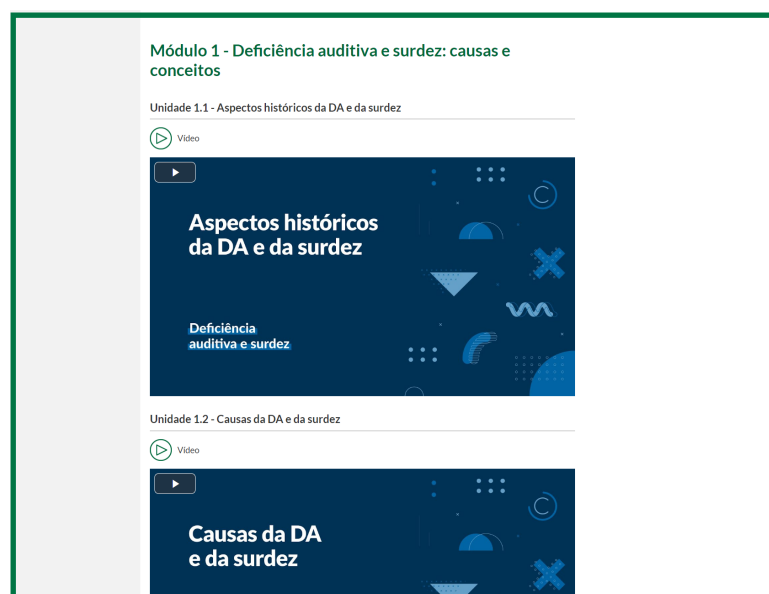 Módulo 1 - Deficiência auditiva e surdez: causas e
conceitos
Unidade 1.1 - Aspectos históricos da DA e da surdez
Vídeo
Aspectos históricos
da DA e da surdez
Deficiência
auditiva e surdez
Unidade 1.2 - Causas da DA e da surdez
Vídeo
Causas da DA
e da surdez